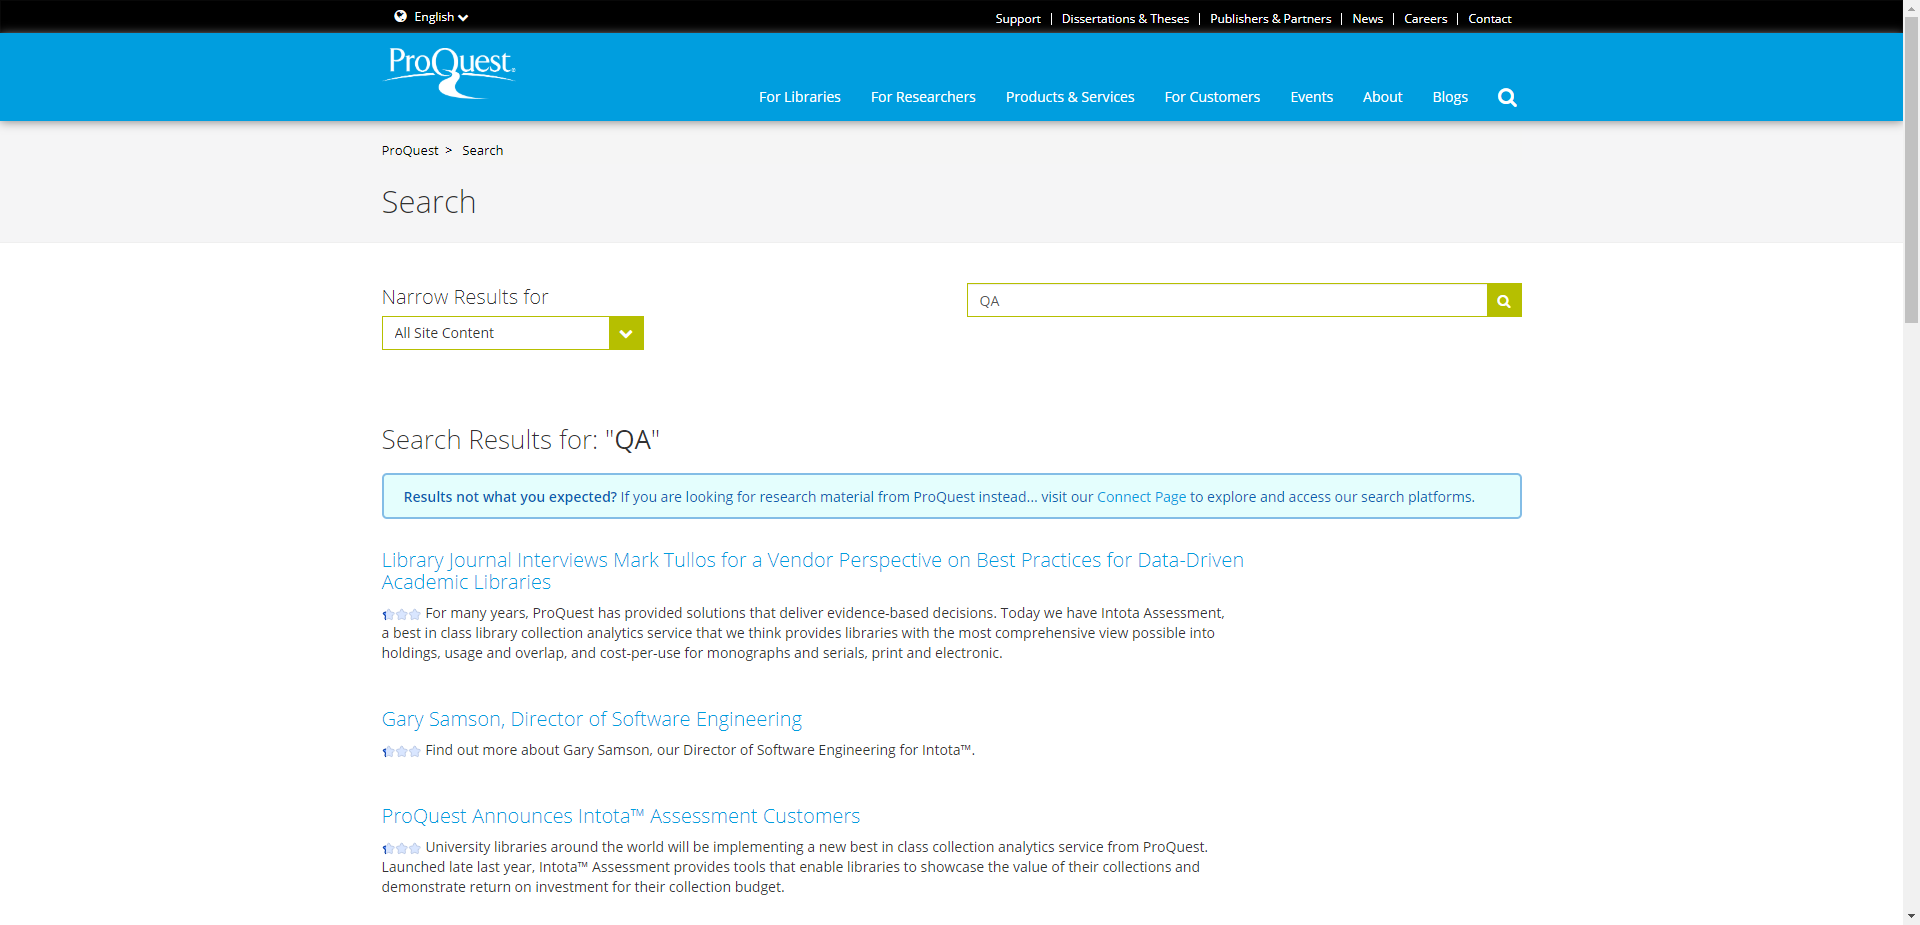 English
Support | Dissertations & Theses | Publishers & Partners | News | Careers | Contact
ProQuest®
For Libraries For Researchers Products & Services For Customers Events About Blogs
ProQuest > Search
Search
Narrow Results for
QA
All Site Content
Search Results for: "QA"
Results not what you expected? If you are looking for research material from ProQuest instead... visit our Connect Page to explore and access our search platforms.
Library Journal Interviews Mark Tullos for a Vendor Perspective on Best Practices for Data-Driven
Academic Libraries
For many years, ProQuest has provided solutions that deliver evidence-based decisions. Today we have Intota Assessment,
a best in class library collection analytics service that we think provides libraries with the most comprehensive view possible into
holdings, usage and overlap, and cost-per-use for monographs and serials, print and electronic.
Gary Samson, Director of Software Engineering
Find out more about Gary Samson, our Director of Software Engineering for Intota™.
ProQuest Announces Intota™ Assessment Customers
University libraries around the world will be implementing a new best in class collection analytics service from ProQuest.
Launched late last year, Intota™ Assessment provides tools that enable libraries to showcase the value of their collections and
demonstrate return on investment for their collection budget.